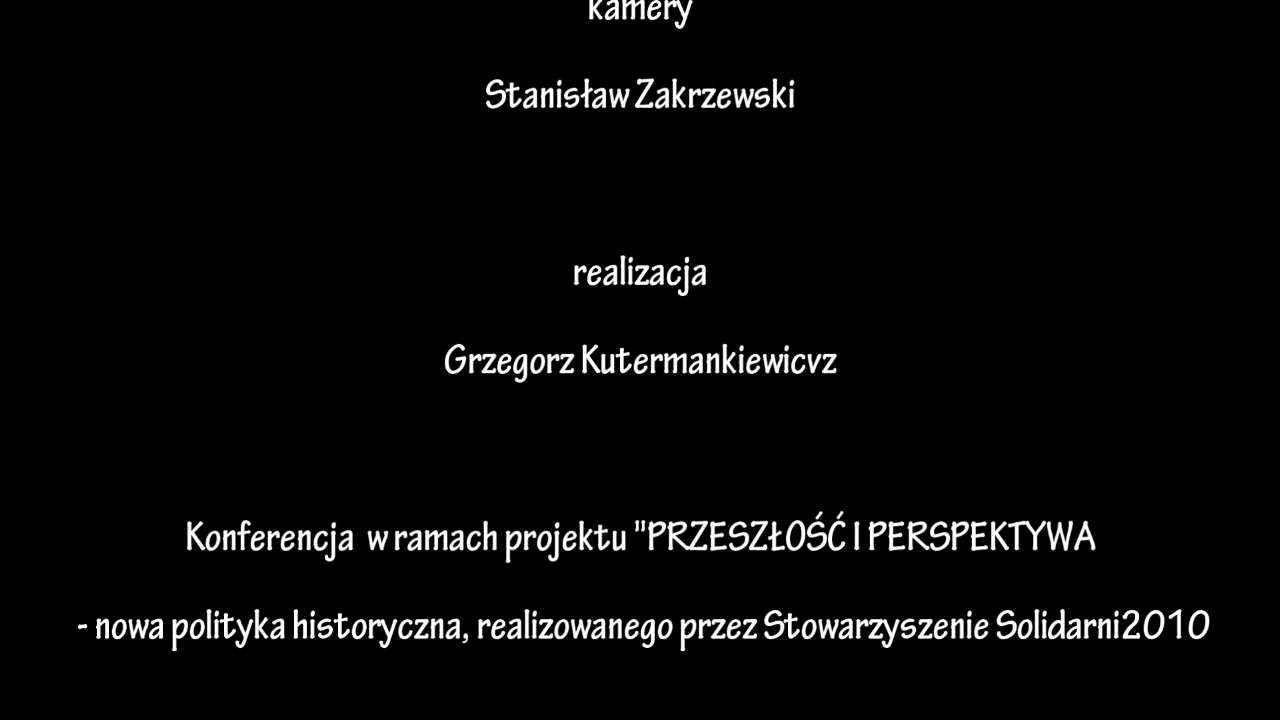 kamery
Stanisław Zakrzewski
realizacja
Grzegorz Kutermankiewicvz
Konferencja w ramach projektu "PRZESZŁOŚĆ I PERSPEKTYWA
- nowa polityka historyczna, realizowanego przez Stowarzyszenie Solidarni2010